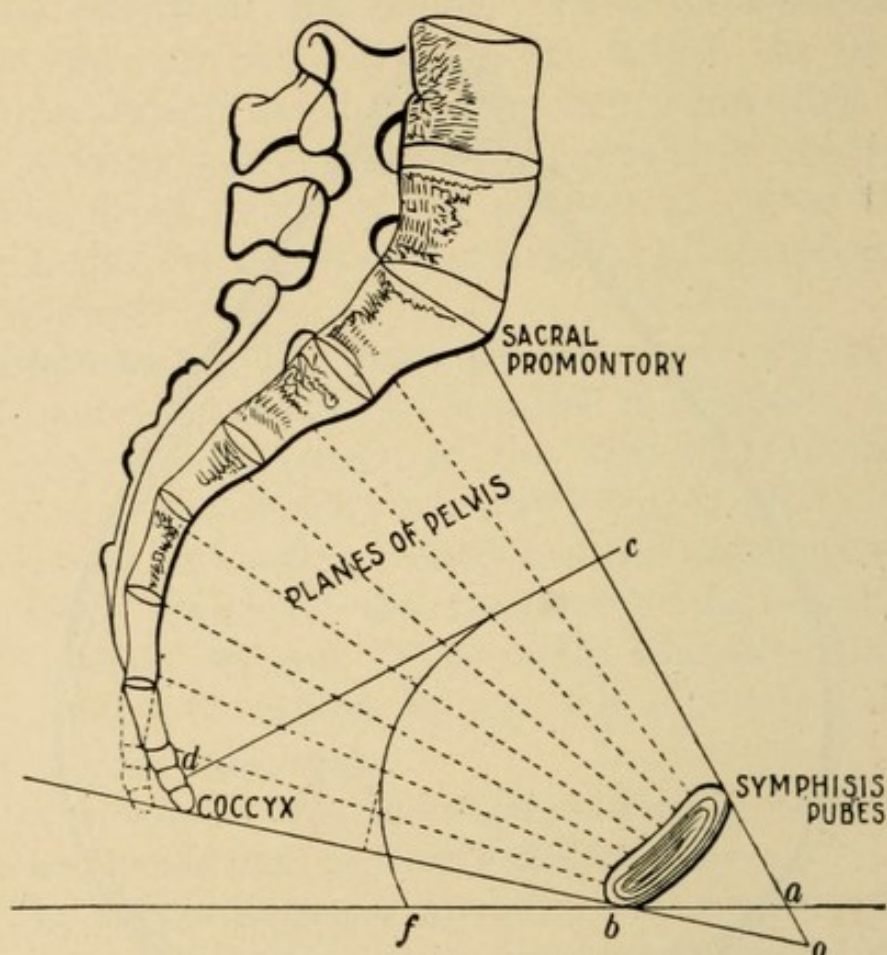 SACRAL
PROMONTORY
PLANES OF PELVIS
c
d
COCCYX
SYMPHISIS
PUBES
a
f
b
o